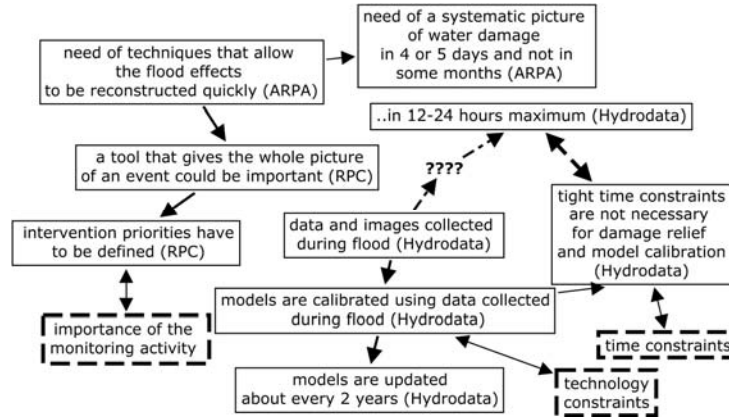 need of techniques that allow
the flood effects
to be reconstructed quickly (ARPA)
need of a systematic picture
of water damage
in 4 or 5 days and not in
some months (ARPA)
..in 12-24 hours maximum (Hydrodata)
a tool that gives the whole picture
of an event could be important (RPC)
????
tight time constraints
are not necessary
for damage relief
and model calibration
(Hydrodata)
intervention priorities have
to be defined (RPC)
data and images collected
during flood (Hydrodata)
models are calibrated using data collected
during flood (Hydrodata)
importance of the
monitoring activity
time constraints
models are updated
about every 2 years (Hydrodata)
technology
constraints